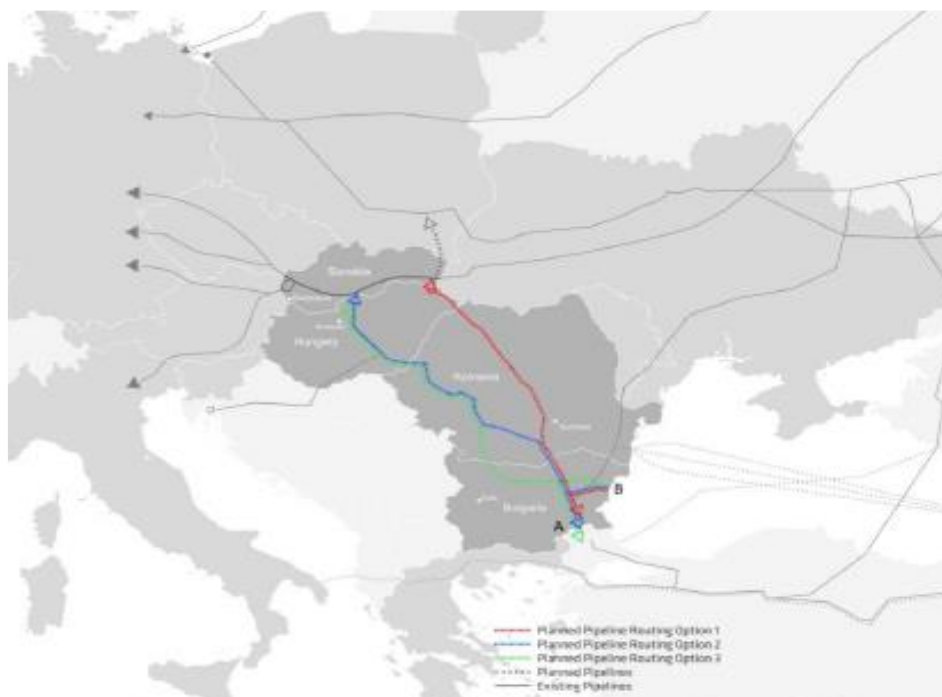 Slovakia
Hungary
Romania
B
Bulgaria
A
Planned Pipeline Routing Option 1
Planned Pipeline Routing Option 2
Planned Pipeline Routing Option 3
Planned Pipelines
Existing Pipelines